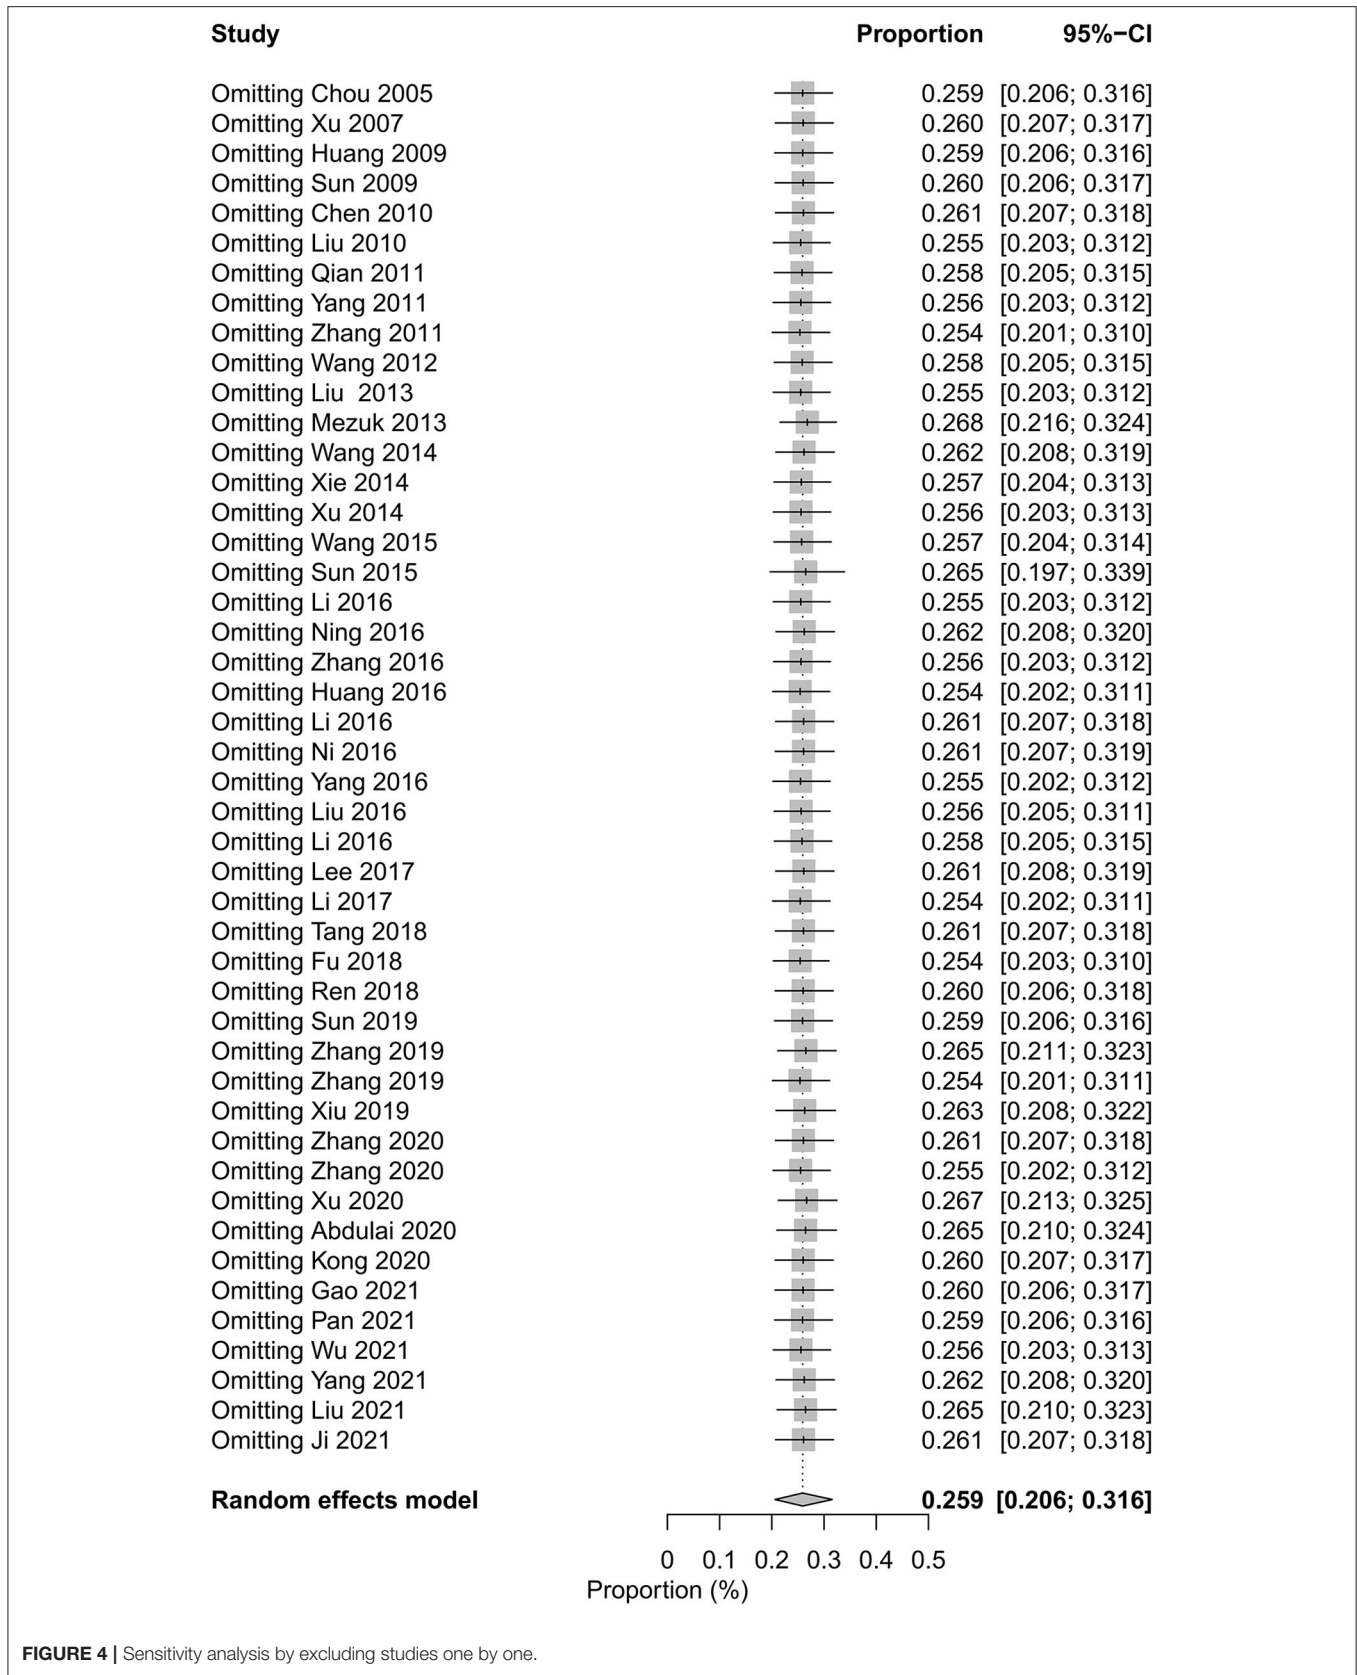 Study Proportion 95%−CI
Omitting Chou 2005 0.259 [0.206; 0.316]
Omitting Xu 2007 0.260 [0.207; 0.317]
Omitting Huang 2009 0.259 [0.206; 0.316]
Omitting Sun 2009 0.260 [0.206; 0.317]
Omitting Chen 2010 0.261 [0.207; 0.318]
Omitting Liu 2010 0.255 [0.203; 0.312]
Omitting Qian 2011 0.258 [0.205; 0.315]
Omitting Yang 2011 0.256 [0.203; 0.312]
Omitting Zhang 2011 0.254 [0.201; 0.310]
Omitting Wang 2012 0.258 [0.205; 0.315]
Omitting Liu  2013 0.255 [0.203; 0.312]
Omitting Mezuk 2013 0.268 [0.216; 0.324]
Omitting Wang 2014 0.262 [0.208; 0.319]
Omitting Xie 2014 0.257 [0.204; 0.313]
Omitting Xu 2014 0.256 [0.203; 0.313]
Omitting Wang 2015 0.257 [0.204; 0.314]
Omitting Sun 2015 0.265 [0.197; 0.339]
Omitting Li 2016 0.255 [0.203; 0.312]
Omitting Ning 2016 0.262 [0.208; 0.320]
Omitting Zhang 2016 0.256 [0.203; 0.312]
Omitting Huang 2016 0.254 [0.202; 0.311]
Omitting Li 2016 0.261 [0.207; 0.318]
Omitting Ni 2016 0.261 [0.207; 0.319]
Omitting Yang 2016 0.255 [0.202; 0.312]
Omitting Liu 2016 0.256 [0.205; 0.311]
Omitting Li 2016 0.258 [0.205; 0.315]
Omitting Lee 2017 0.261 [0.208; 0.319]
Omitting Li 2017 0.254 [0.202; 0.311]
Omitting Tang 2018 0.261 [0.207; 0.318]
Omitting Fu 2018 0.254 [0.203; 0.310]
Omitting Ren 2018 0.260 [0.206; 0.318]
Omitting Sun 2019 0.259 [0.206; 0.316]
Omitting Zhang 2019 0.265 [0.211; 0.323]
Omitting Zhang 2019 0.254 [0.201; 0.311]
Omitting Xiu 2019 0.263 [0.208; 0.322]
Omitting Zhang 2020 0.261 [0.207; 0.318]
Omitting Zhang 2020 0.255 [0.202; 0.312]
Omitting Xu 2020 0.267 [0.213; 0.325]
Omitting Abdulai 2020 0.265 [0.210; 0.324]
Omitting Kong 2020 0.260 [0.207; 0.317]
Omitting Gao 2021 0.260 [0.206; 0.317]
Omitting Pan 2021 0.259 [0.206; 0.316]
Omitting Wu 2021 0.256 [0.203; 0.313]
Omitting Yang 2021 0.262 [0.208; 0.320]
Omitting Liu 2021 0.265 [0.210; 0.323]
Omitting Ji 2021 0.261 [0.207; 0.318]
Random effects model 0.259 [0.206; 0.316]
0 0.1 0.2 0.3 0.4 0.5
Proportion (%)
FIGURE 4 | Sensitivity analysis by excluding studies one by one.